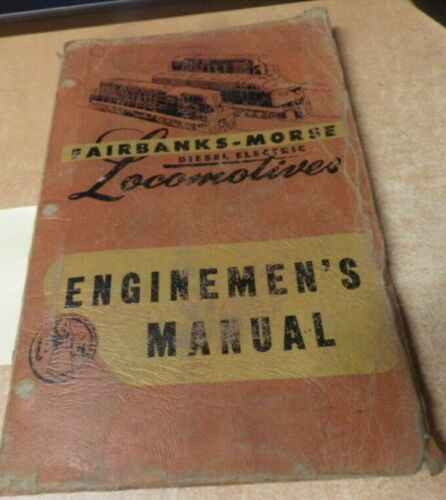 FAIRBANKS-MORSE
DIESEL ELECTRIC
Locomotives
ENGINEMEN'S
MANUAL